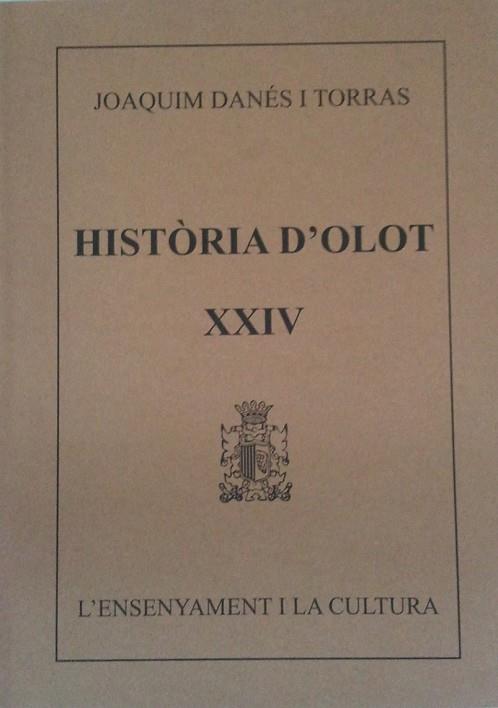 JOAQUIM DANÉS I TORRAS
HISTÒRIA D'OLOT
XXIV
L'ENSENYAMENT I LA CULTURA